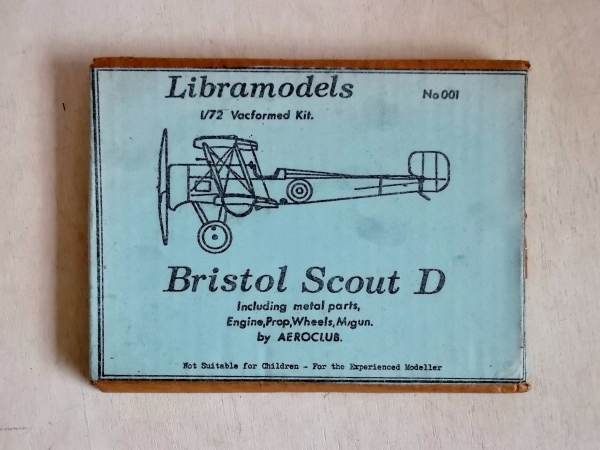 Libramodels
No 001
1/72 Vacformed Kit.
Bristol Scout D
Including metal parts,
Engine,Prop,Wheels,M/gun.
by AEROCLUB.
Not Suitable for Children - For the Experienced Modeller